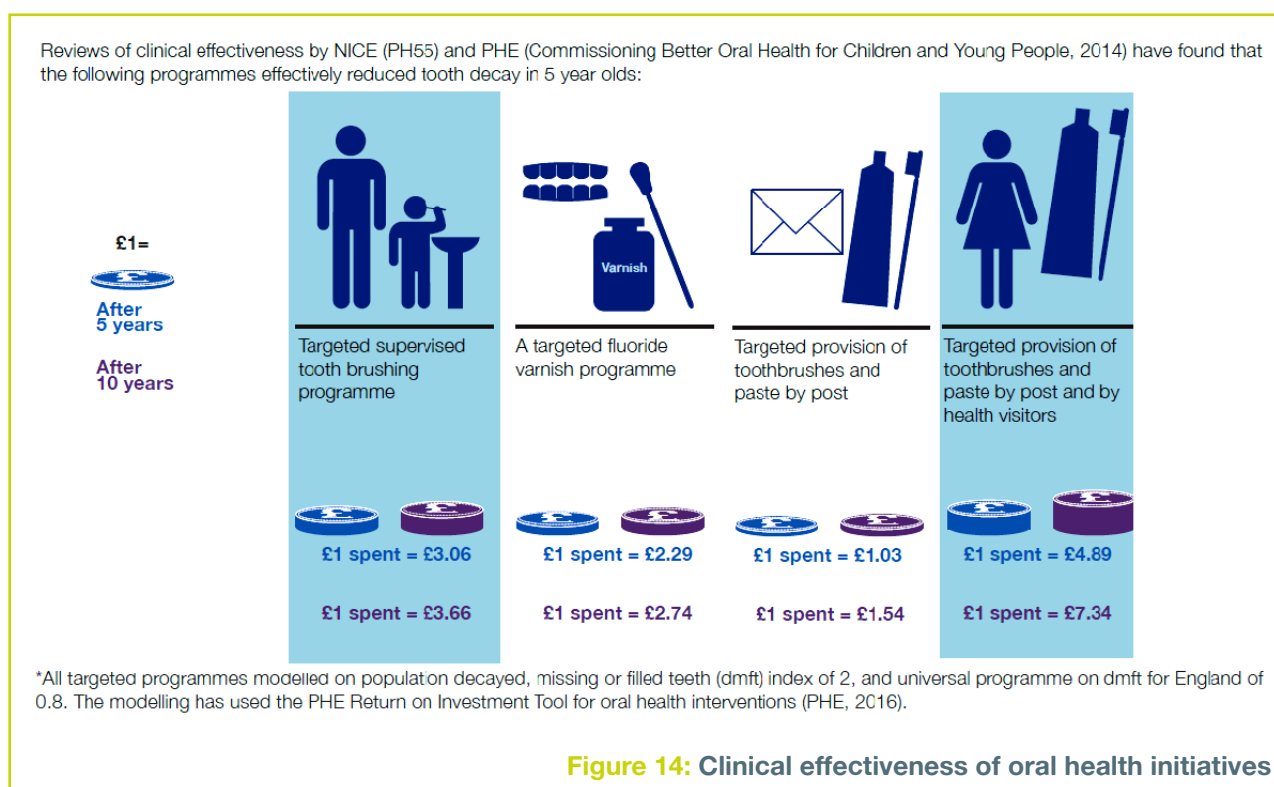 Reviews of clinical effectiveness by NICE (PH55) and PHE (Commissioning Better Oral Health for Children and Young People, 2014) have found that
the following programmes effectively reduced tooth decay in 5 year olds:
£1=
£
After
5 years
After
10 years
Varnish
Targeted supervised
tooth brushing
programme
A targeted fluoride
varnish programme
Targeted provision of
toothbrushes and
paste by post
Targeted provision of
toothbrushes and
paste by post and by
health visitors
£ £ £ £ £ £ £ £
£1 spent = £3.06
£1 spent = £2.29
£1 spent = £1.03
£1 spent = £4.89
£1 spent = £3.66
£1 spent = £2.74
£1 spent = £1.54
£1 spent = £7.34
*All targeted programmes modelled on population decayed, missing or filled teeth (dmft) index of 2, and universal programme on dmft for England of
0.8. The modelling has used the PHE Return on Investment Tool for oral health interventions (PHE, 2016).
Figure 14: Clinical effectiveness of oral health initiatives